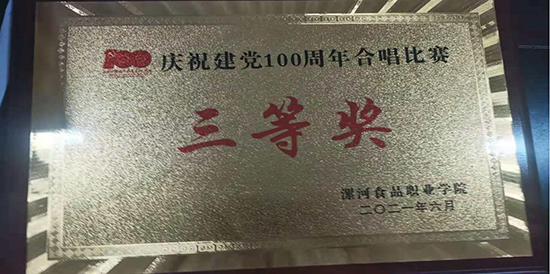 庆祝建党100周年合唱比赛
三等奖
漯河食品职业学院
二〇二一年六月